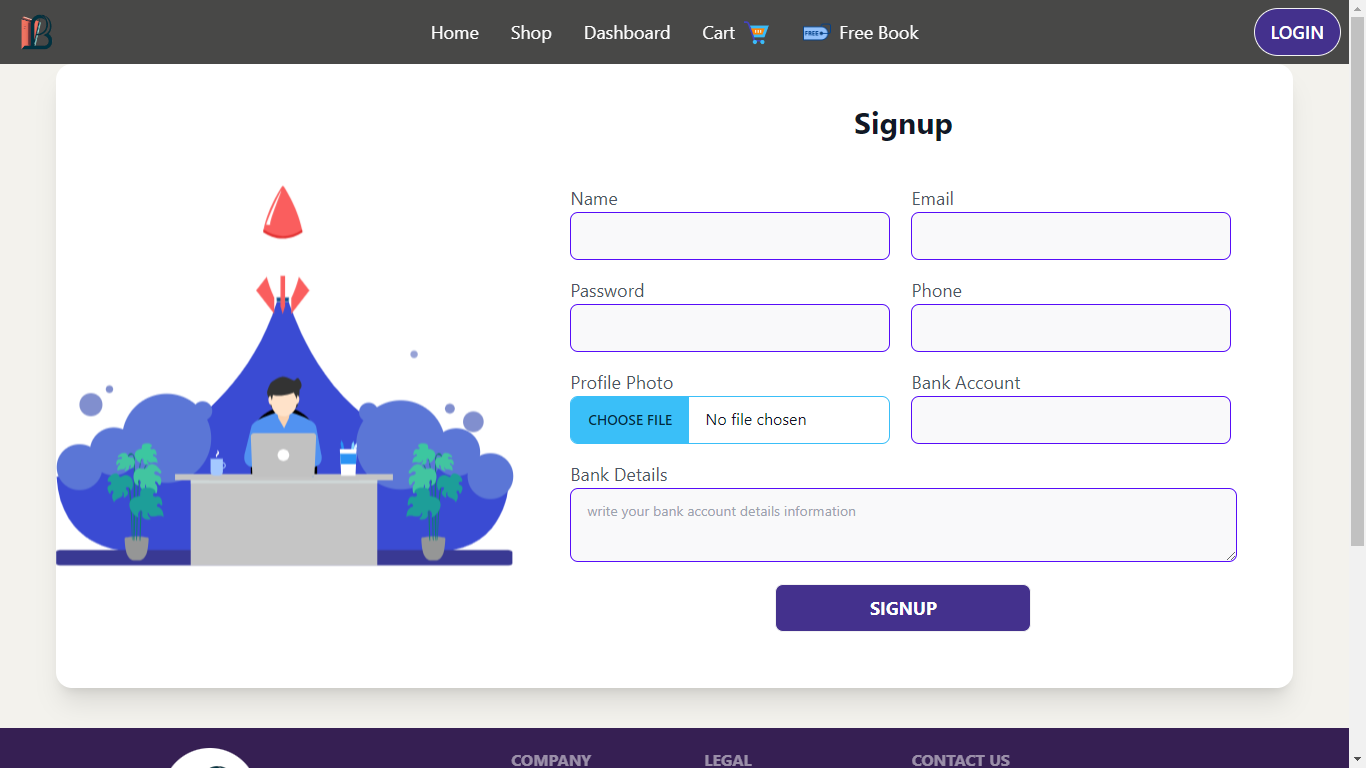 Home Shop Dashboard Cart FREE Free Book LOGIN
Signup
Name Email
Password Phone
Profile Photo Bank Account
CHOOSE FILE No file chosen
Bank Details
write your bank account details information
SIGNUP
COMPANY LEGAL CONTACT US